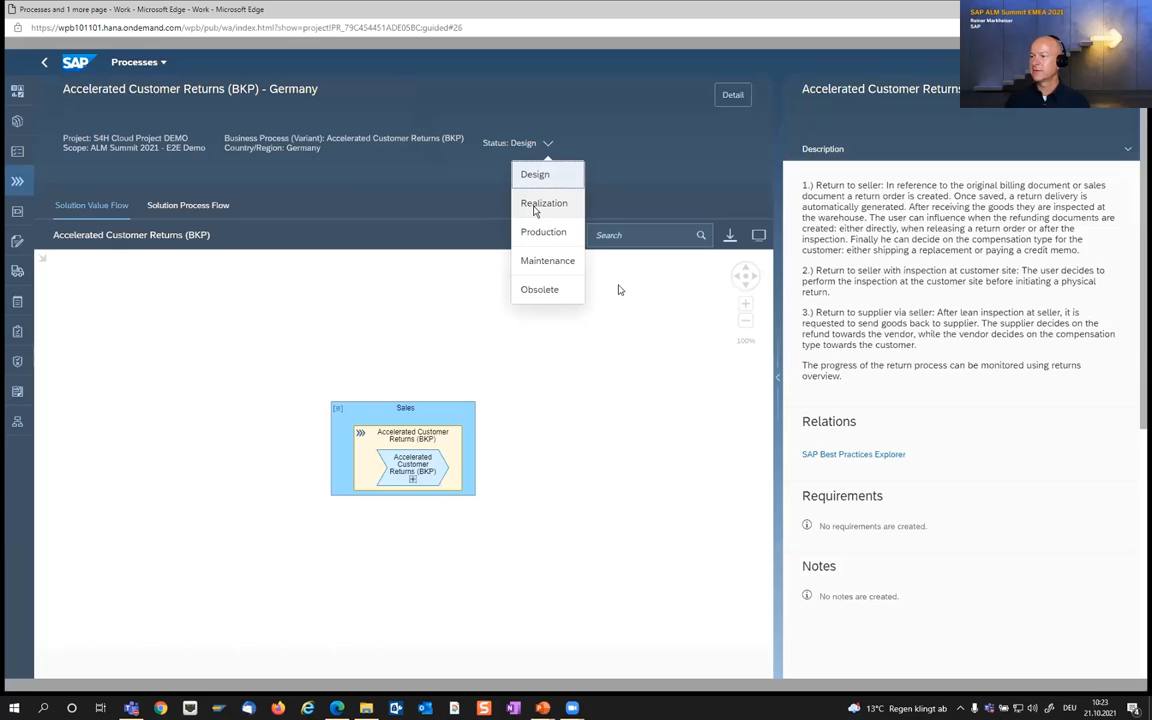 Processes and 1 more page - Work - Microsoft Edge - Work - Microsoft Edge
https://wpb101101.hana.ondemand.com/wpb/pub/wa/index.html?show=project!PR_79C454451ADE05BC:guided#26
SAP ALM Summit EMEA 2021
Reiner Markheiser
SAP
SAP
Processes
Accelerated Customer Returns (BKP) - Germany
Detail
Project: S4H Cloud Project DEMO
Scope: ALM Summit 2021 - E2E Demo
Business Process (Variant): Accelerated Customer Returns (BKP)
Country/Region: Germany
Status: Design
Design
Realization
Production
Maintenance
Obsolete
Solution Value Flow
Solution Process Flow
Accelerated Customer Returns (BKP)
Search
100%
Sales
Accelerated Customer
Returns (BKP)
Accelerated
Customer
Returns (BKP)
Accelerated Customer Returns
Description
1.) Return to seller: In reference to the original billing document or sales
document a return order is created. Once saved, a return delivery is
automatically generated. After receiving the goods they are inspected at
the warehouse. The user can influence when the refunding documents are
created: either directly, when releasing a return order or after the
inspection. Finally he can decide on the compensation type for the
customer: either shipping a replacement or paying a credit memo.
2.) Return to seller with inspection at customer site: The user decides to
perform the inspection at the customer site before initiating a physical
return.
3.) Return to supplier via seller: After lean inspection at seller, it is
requested to send goods back to supplier. The supplier decides on the
refund towards the vendor, while the vendor decides on the compensation
type towards the customer.
The progress of the return process can be monitored using returns
overview.
Relations
SAP Best Practices Explorer
Requirements
No requirements are created.
Notes
No notes are created.
13°C Regen klingt ab
DEU
10:23
21.10.2021